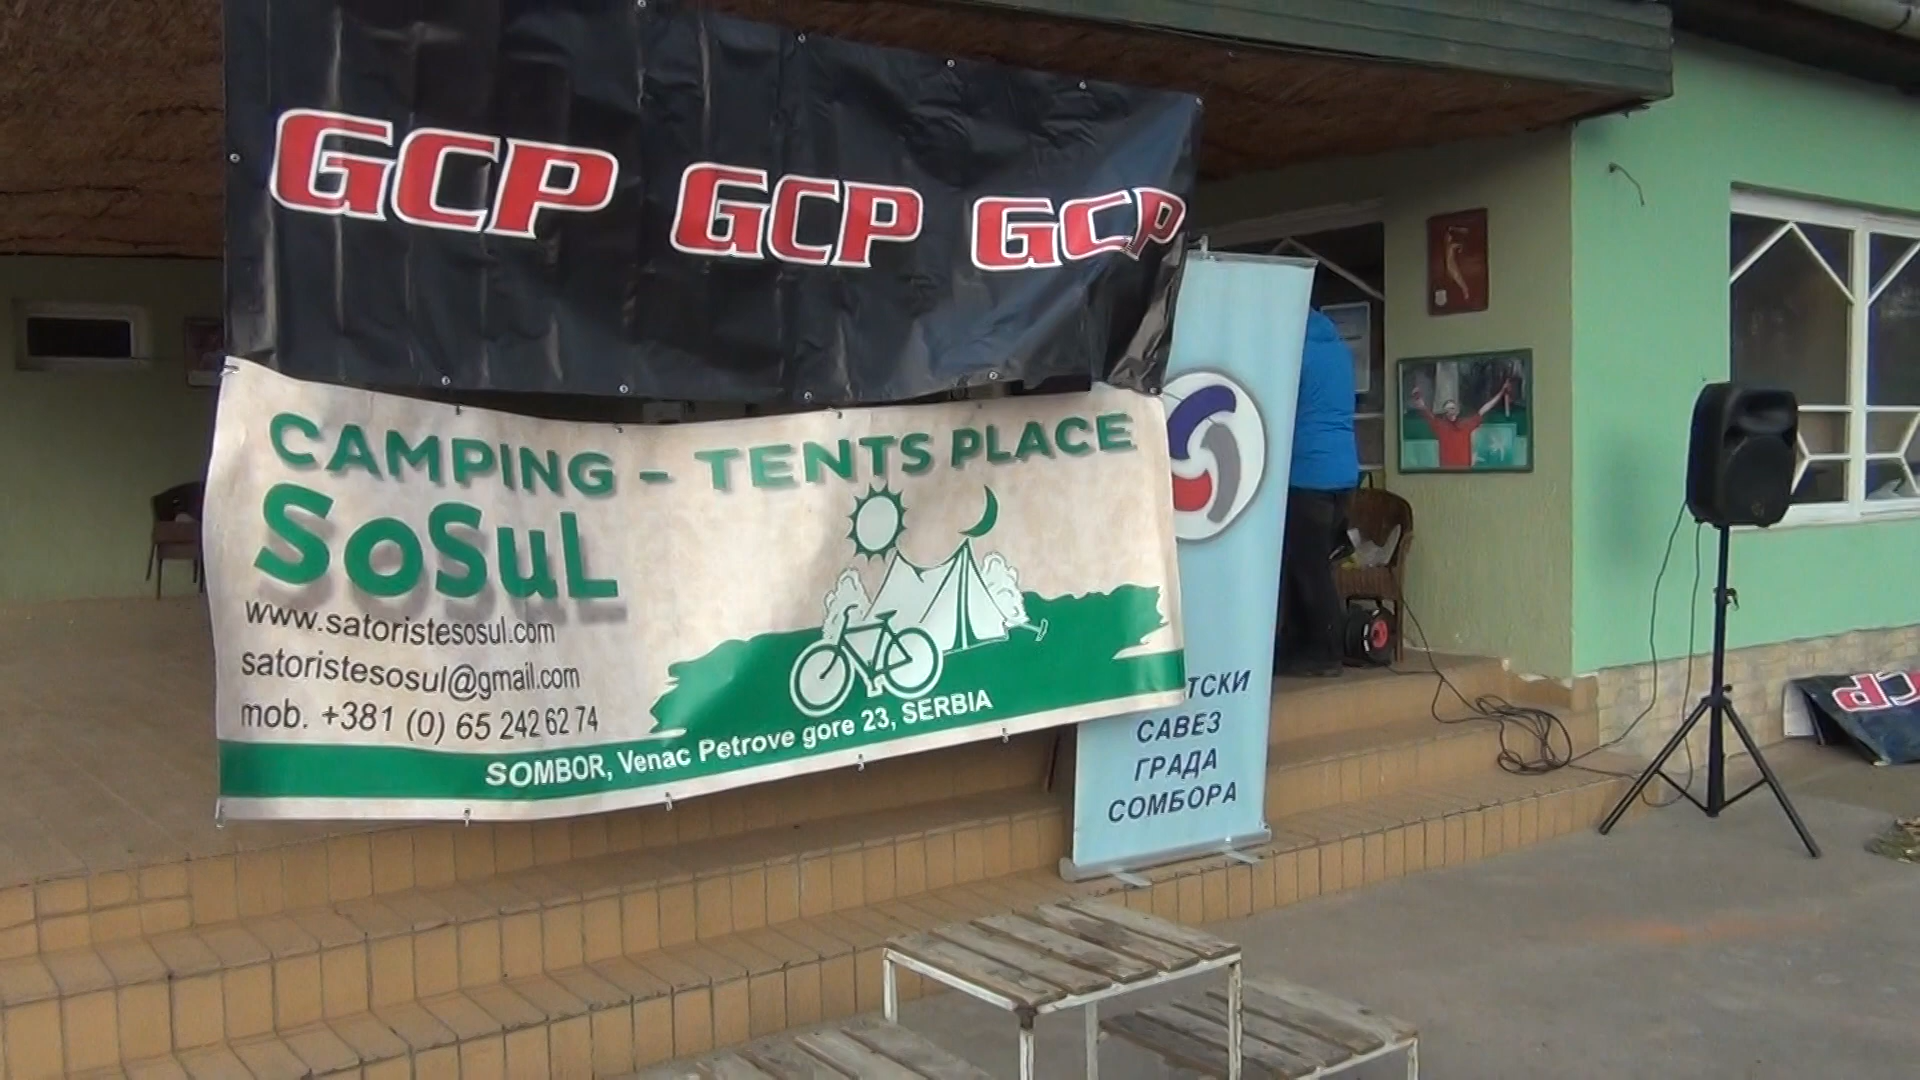 GCP GCP GCP
CAMPING - TENTS PLACE
SoSuL
www.satoristesosul.com
satoristesosul@gmail.com
mob. +381 (0) 65 242 62 74
SOMBOR, Venac Petrove gore 23, SERBIA
САВЕЗ
ГРАДА
СОМБОРА